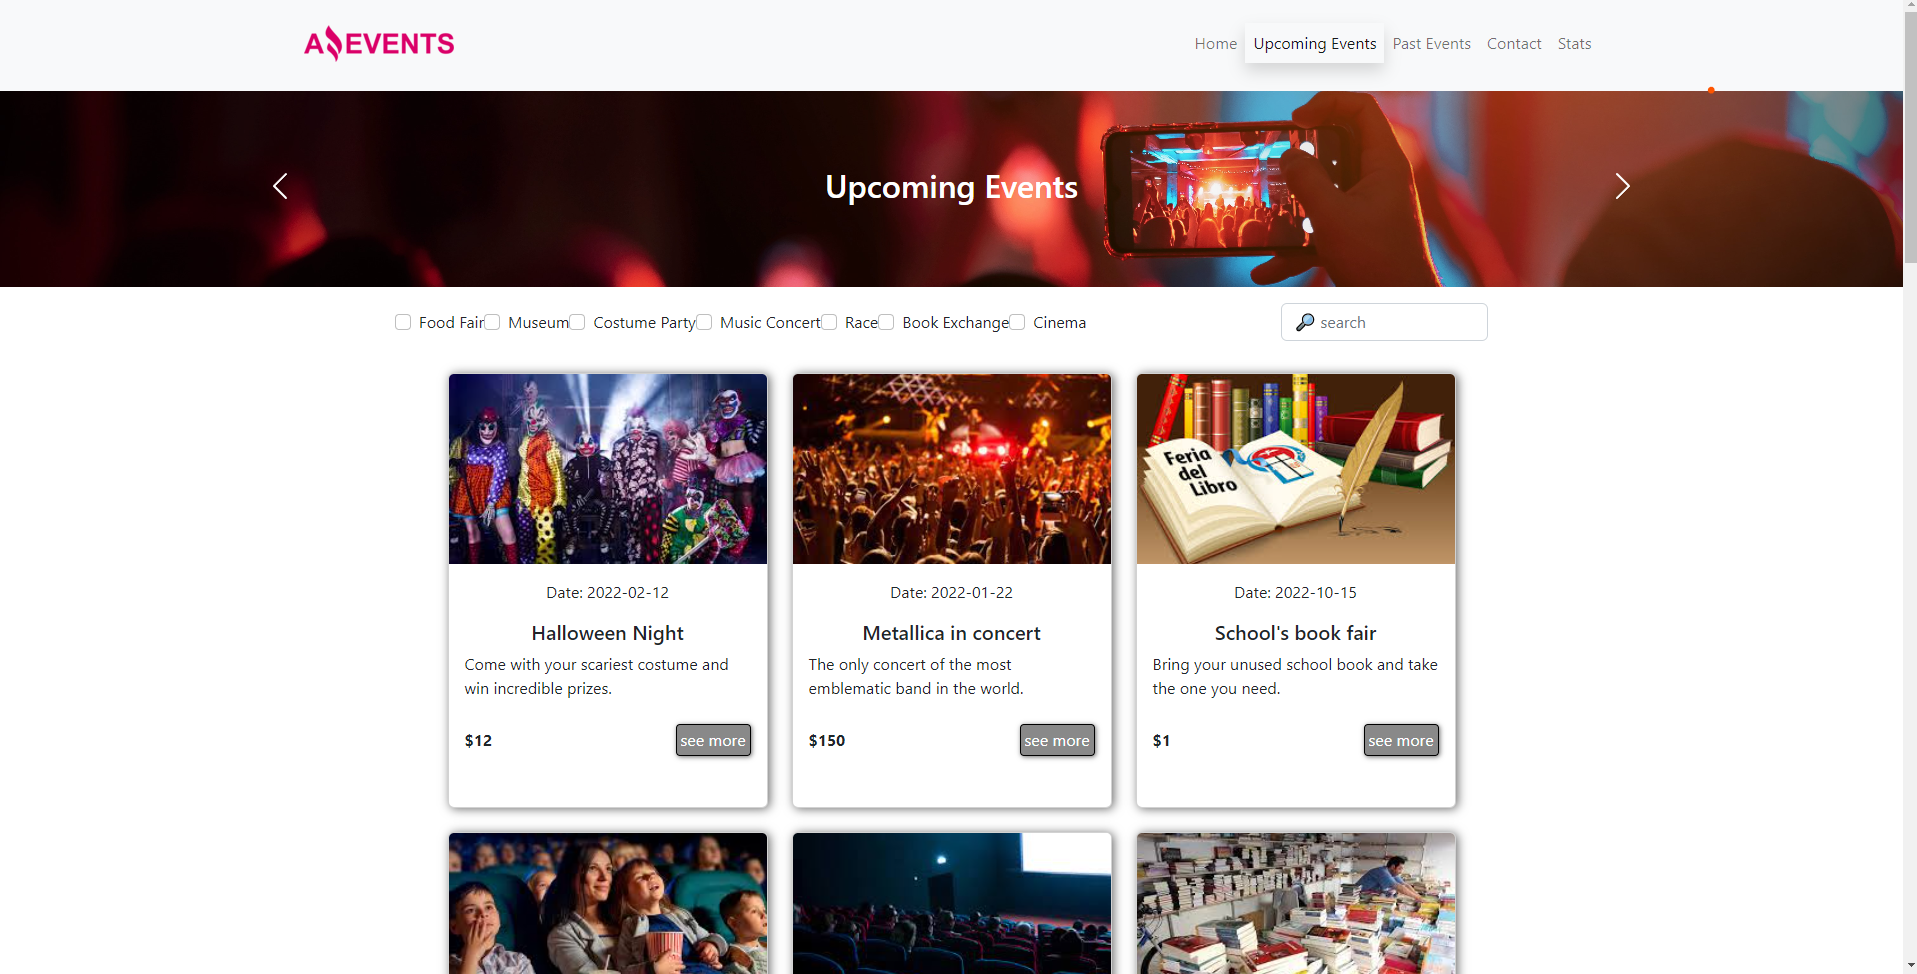 A EVENTS
Home Upcoming Events Past Events Contact Stats
Upcoming Events
Food Fair Museum Costume Party Music Concert Race Book Exchange Cinema
🔎 search
Feria
del
Libro
Date: 2022-02-12
Halloween Night
Come with your scariest costume and
win incredible prizes.
$12 see more
Date: 2022-01-22
Metallica in concert
The only concert of the most
emblematic band in the world.
$150 see more
Date: 2022-10-15
School's book fair
Bring your unused school book and take
the one you need.
$1 see more